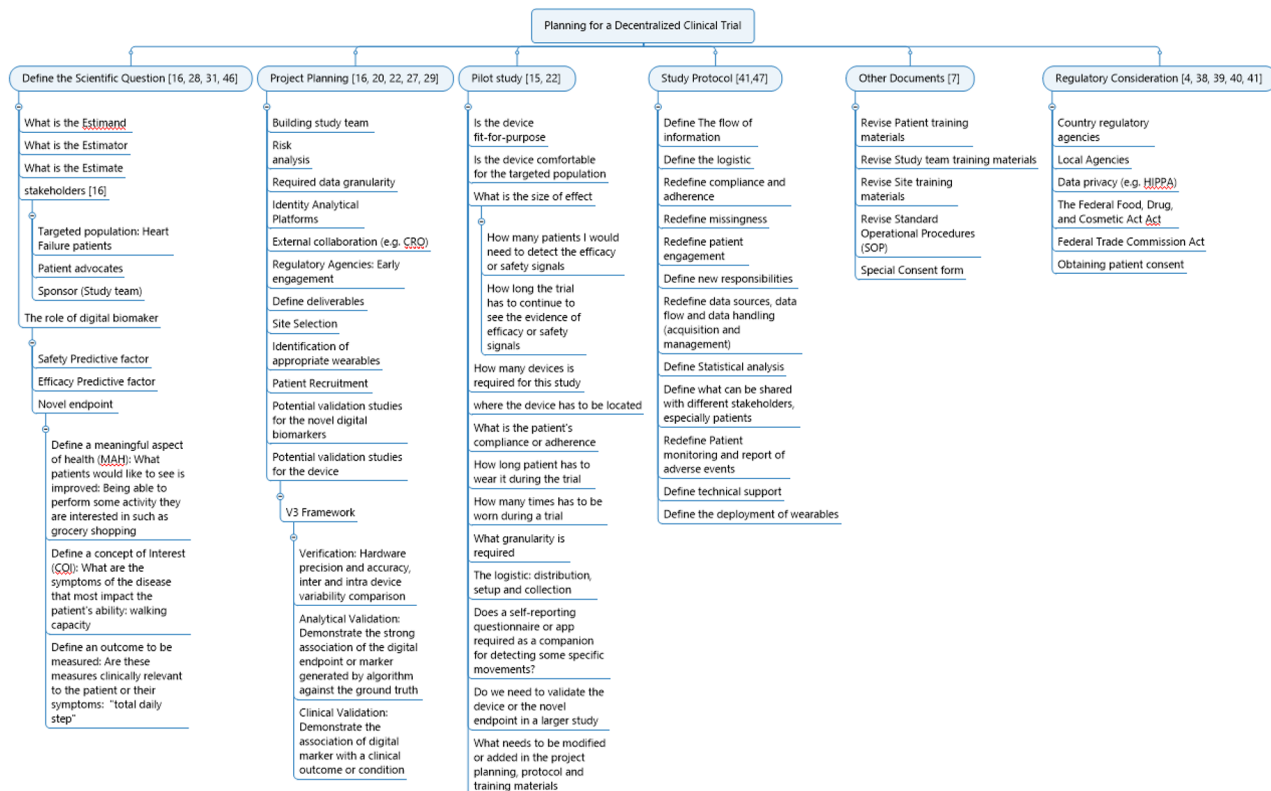 Planning for a Decentralized Clinical Trial
Define the Scientific Question [16, 28, 31, 46]
What is the Estimand
What is the Estimator
What is the Estimate
stakeholders [16]
Targeted population: Heart
Failure patients
Patient advocates
Sponsor (Study team)
The role of digital biomaker
Safety Predictive factor
Efficacy Predictive factor
Novel endpoint
Define a meaningful aspect
of health (MAH): What
patients would like to see is
improved: Being able to
perform some activity they
are interested in such as
grocery shopping
Define a concept of Interest
(COI): What are the
symptoms of the disease
that most impact the
patient's ability: walking
capacity
Define an outcome to be
measured: Are these
measures clinically relevant
to the patient or their
symptoms: "total daily
step"
Project Planning [16, 20, 22, 27, 29]
Building study team
Risk
analysis
Required data granularity
Identity Analytical
Platforms
External collaboration (e.g. CRO)
Regulatory Agencies: Early
engagement
Define deliverables
Site Selection
Identification of
appropriate wearables
Patient Recruitment
Potential validation studies
for the novel digital
biomarkers
Potential validation studies
for the device
V3 Framework
Verification: Hardware
precision and accuracy,
inter and intra device
variability comparison
Analytical Validation:
Demonstrate the strong
association of the digital
endpoint or marker
generated by algorithm
against the ground truth
Clinical Validation:
Demonstrate the
association of digital
marker with a clinical
outcome or condition
Pilot study [15, 22]
Is the device
fit-for-purpose
Is the device comfortable
for the targeted population
What is the size of effect
How many patients I would
need to detect the efficacy
or safety signals
How long the trial
has to continue to
see the evidence of
efficacy or safety
signals
How many devices is
required for this study
where the device has to be located
What is the patient's
compliance or adherence
How long patient has to
wear it during the trial
How many times has to be
worn during a trial
What granularity is
required
The logistic: distribution,
setup and collection
Does a self-reporting
questionnaire or app
required as a companion
for detecting some specific
movements?
Do we need to validate the
device or the novel
endpoint in a larger study
What needs to be modified
or added in the project
planning, protocol and
training materials
Study Protocol [41,47]
Define The flow of
information
Define the logistic
Redefine compliance and
adherence
Redefine missingness
Redefine patient
engagement
Define new responsibilities
Redefine data sources, data
flow and data handling
(acquisition and
management)
Define Statistical analysis
Define what can be shared
with different stakeholders,
especially patients
Redefine Patient
monitoring and report of
adverse events
Define technical support
Define the deployment of wearables
Other Documents [7]
Revise Patient training
materials
Revise Study team training materials
Revise Site training
materials
Revise Standard
Operational Procedures
(SOP)
Special Consent form
Regulatory Consideration [4, 38, 39, 40, 41]
Country regulatory
agencies
Local Agencies
Data privacy (e.g. HIPPA)
The Federal Food, Drug,
and Cosmetic Act Act
Federal Trade Commission Act
Obtaining patient consent